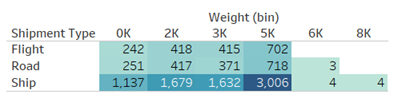 Weight (bin)
Shipment Type 0K 2K 3K 5K 6K 8K
Flight 242 418 415 702
Road 251 417 371 718 3
Ship 1,137 1,679 1,632 3,006 4 4